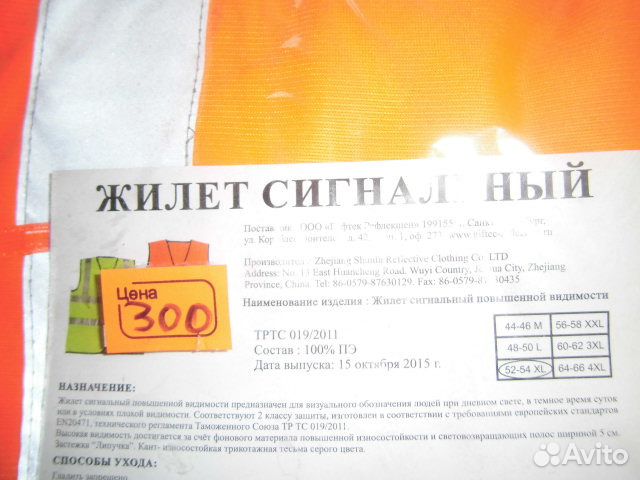 ЖИЛЕТ СИГНАЛ НЫЙ
ООО 199155
ул.
Zhejiang Shunfa Reflective Clothing Co. LTD
Address: No. 13 East Huancheng Road, Wuyi Country, City, Zhejiang
Province, China, Tel: 86-0579-87630129. Fax:
Наименование изделия : Жилет сигнальный повышенной видимости
Цена
300
ТРТС 019/2011
Состав : 100% ПЭ
Дата выпуска: 15 октября 2015 г.
44-46 M 56-58 XXL
48-50 L 60-62 3XL
52-54 XL 64-66 4XL
НАЗНАЧЕНИЕ:
Жилет сигнальный повышенной видимости предназначен для визуального обозначения людей при дневном свете, в темное время суток
или в условиях плохой видимости. Соответствуют 2 классу защиты, изготовлен в соответствии с требованиями европейских стандартов
EN20471, технического регламента Таможенного Союза ТР ТС 019/2011.
Высокая видимость достигается за счёт фонового материала повышенной износостойкости и световозвращающих полос шириной 5 см.
Застежка "Липучка". Кант- износостойкая трикотажная тесьма серого цвета.
СПОСОБЫ УХОДА:
Гладить запрещено.
Avito